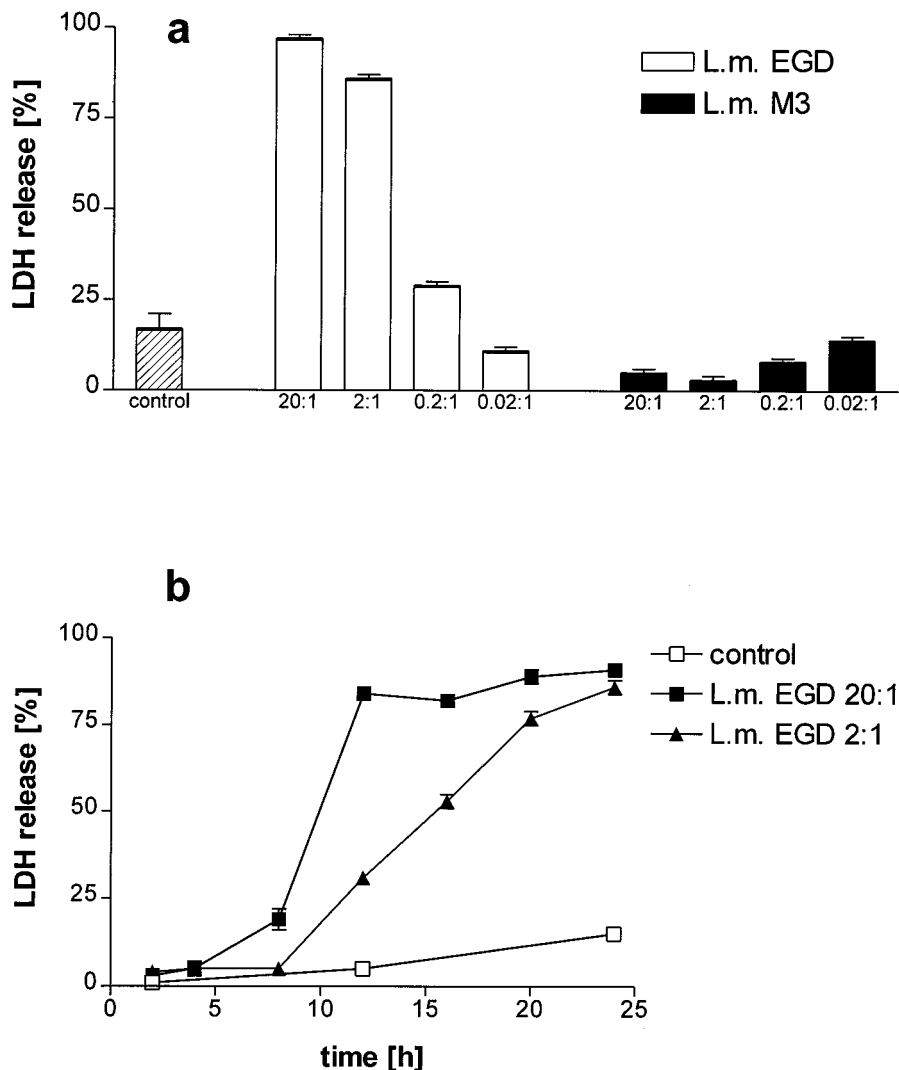 a
LDH release [%]
100
75
50
25
0
L.m. EGD
L.m. M3
control
20:1 2:1 0.2:1 0.02:1
20:1 2:1 0.2:1 0.02:1
b
LDH release [%]
100
75
50
25
0
control
L.m. EGD 20:1
L.m. EGD 2:1
0 5 10 15 20 25
time [h]